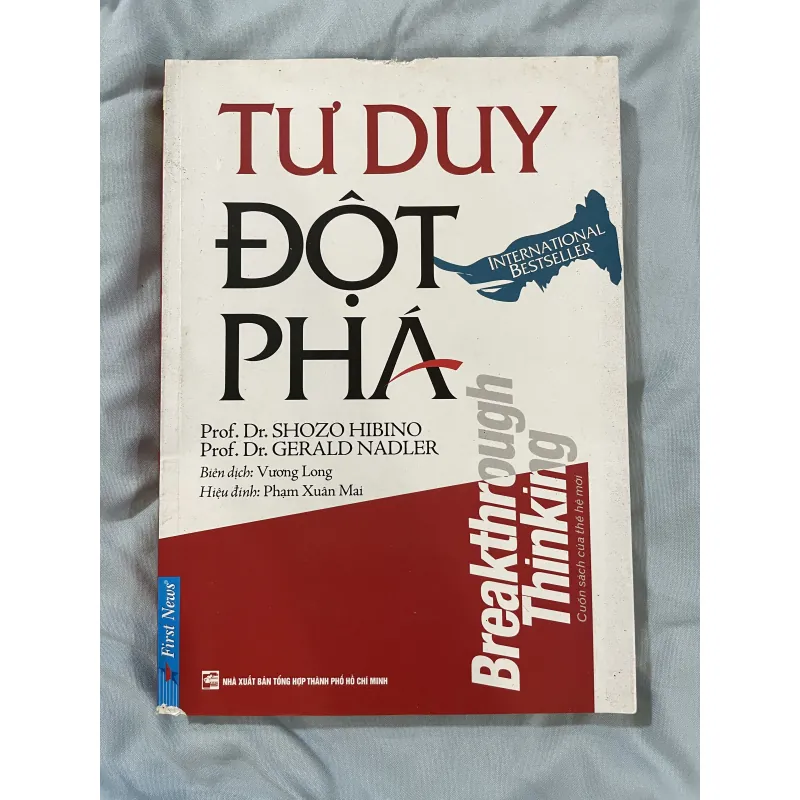 TƯ DUY
ĐỘT
PHÁ
INTERNATIONAL
BESTSELLER
Prof. Dr. SHOZO HIBINO
Prof. Dr. GERALD NADLER
Biên dịch: Vương Long
Hiệu đính: Phạm Xuân Mai
Breakthrough
Thinking
Cuốn sách của thế hệ mới
First News®
NHÀ XUẤT BẢN TỔNG HỢP THÀNH PHỐ HỒ CHÍ MINH